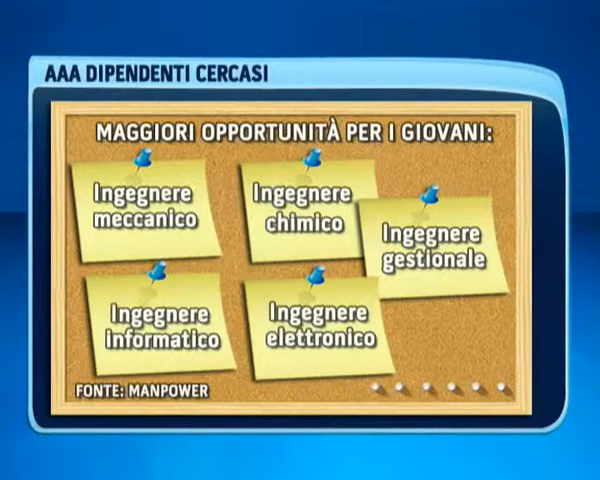 AAA DIPENDENTI CERCASI
MAGGIORI OPPORTUNITÀ PER I GIOVANI:
Ingegnere
meccanico
Ingegnere
chimico
Ingegnere
gestionale
Ingegnere
informatico
Ingegnere
elettronico
FONTE: MANPOWER